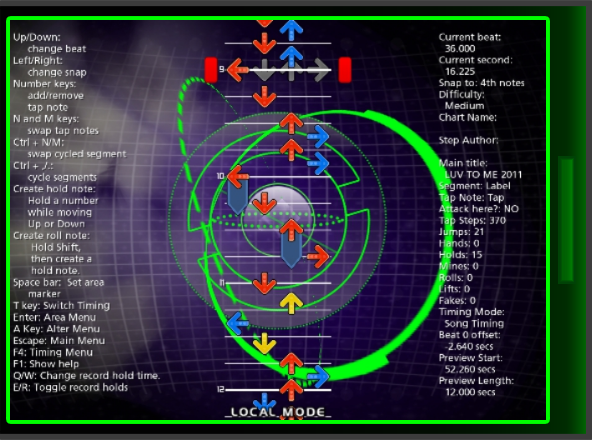 Up/Down:
change beat
Left/Right:
change snap
Number keys:
add/remove
tap note
N and M keys:
swap tap notes
Ctrl + N/M:
swap cycled segment
Ctrl + ,/.:
cycle segments
Create hold note:
Hold a number
while moving
Up or Down
Create roll note:
Hold Shift,
then create a
hold note.
Space bar: Set area
marker
T key: Switch Timing
Enter: Area Menu
A Key: Alter Menu
Escape: Main Menu
F4: Timing Menu
F1: Show help
Q/W: Change record hold time.
E/R: Toggle record holds
9
10
11
12
_LOCAL MODE_
Current beat:
36.000
Current second:
16.225
Snap to: 4th notes
Difficulty:
Medium
Chart Name:
Step Author:
Main title:
LUV TO ME 2011
Segment: Label
Tap Note: Tap
Attack here?: NO
Tap Steps: 370
Jumps: 21
Hands: 0
Holds: 15
Mines: 0
Rolls: 0
Lifts: 0
Fakes: 0
Timing Mode:
Song Timing
Beat 0 offset:
-2.640 secs
Preview Start:
52.260 secs
Preview Length:
12.000 secs